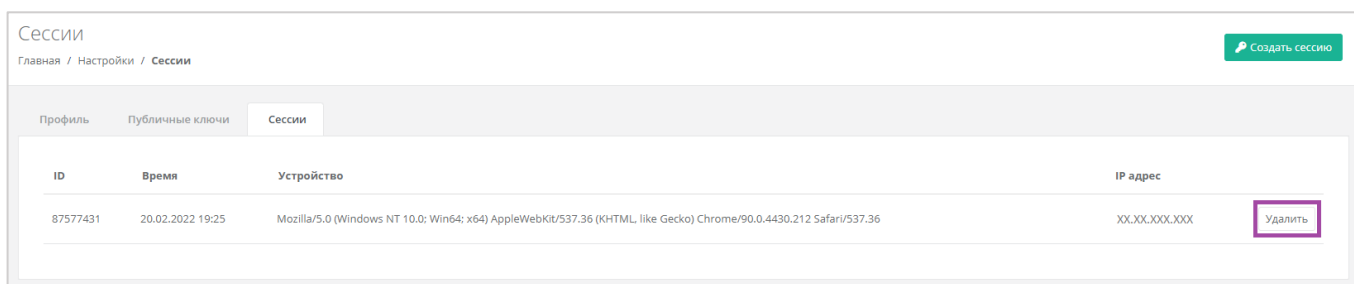 Сессии
Создать сессию
Главная / Настройки / Сессии
Профиль Публичные ключи Сессии
ID Время Устройство IP адрес
87577431 20.02.2022 19:25 Mozilla/5.0 (Windows NT 10.0; Win64; x64) AppleWebKit/537.36 (KHTML, like Gecko) Chrome/90.0.4430.212 Safari/537.36 XX.XX.XXX.XXX Удалить